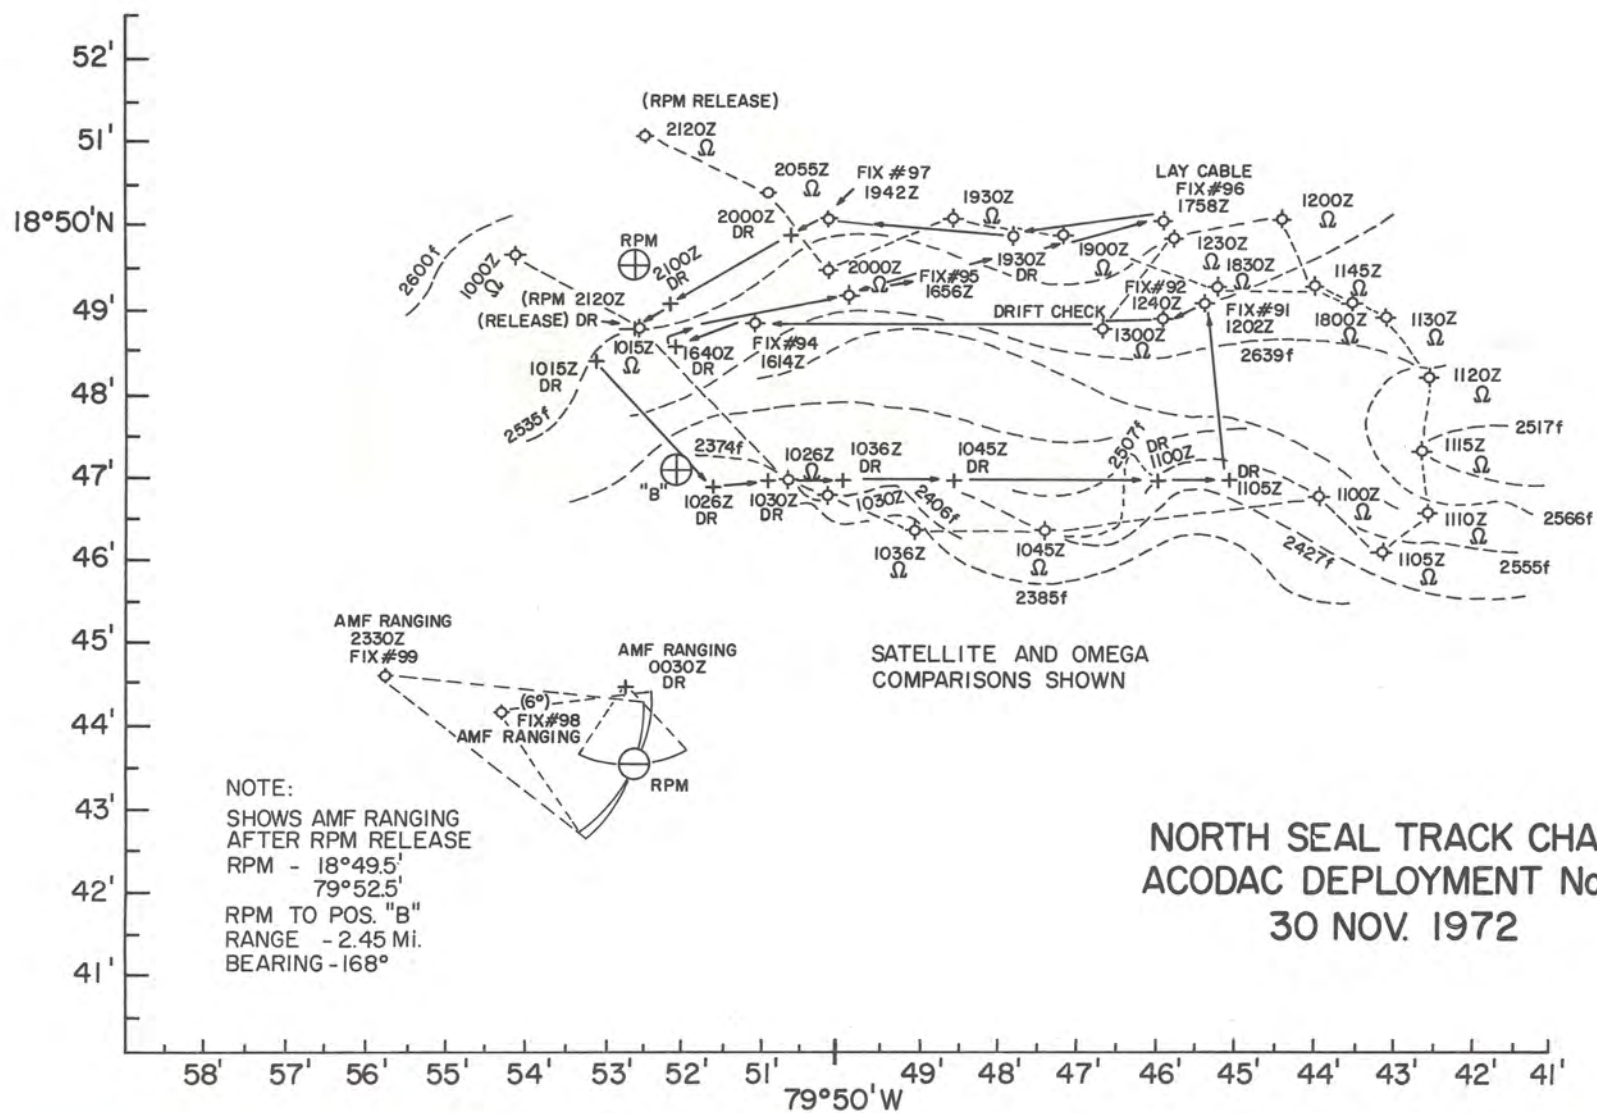 52'
51'
18°50'N
49'
48'
47'
46'
45'
44'
43'
42'
41'
(RPM RELEASE)
2120Z
Ω
2055Z
Ω
FIX #97
1942Z
1930Z
Ω
LAY CABLE
FIX#96
1758Z
1200Z
Ω
2000Z
DR
2600f
1000Z
Ω
RPM
2100Z
DR
2000Z
Ω
FIX#95
1656Z
1930Z
DR
1900Z
Ω
1230Z
Ω
1830Z
Ω
1145Z
Ω
(RPM 2120Z
(RELEASE) DR
DRIFT CHECK
FIX#92
1240Z
FIX#91
1202Z
1800Z
Ω
1130Z
Ω
1015Z
Ω
1640Z
DR
FIX#94
1614Z
1300Z
Ω
2639f
1015Z
DR
1120Z
Ω
2535f
2374f
2507f
DR
1100Z
2517f
1115Z
Ω
"B"
1026Z
DR
1030Z
DR
1026Z
Ω
1036Z
DR
1045Z
DR
DR
1105Z
1030Z
2406f
1100Z
Ω
1110Z
Ω
2566f
1036Z
Ω
1045Z
Ω
2385f
2427f
1105Z
Ω
2555f
AMF RANGING
2330Z
FIX#99
AMF RANGING
0030Z
DR
SATELLITE AND OMEGA
COMPARISONS SHOWN
(6°)
FIX#98
AMF RANGING
RPM
NOTE:
SHOWS AMF RANGING
AFTER RPM RELEASE
RPM - 18°49.5'
79°52.5'
RPM TO POS. "B"
RANGE - 2.45 Mi.
BEARING - 168°
NORTH SEAL TRACK CHA
ACODAC DEPLOYMENT No
30 NOV. 1972
58' 57' 56' 55' 54' 53' 52' 51' 49' 48' 47' 46' 45' 44' 43' 42' 41'
79°50'W